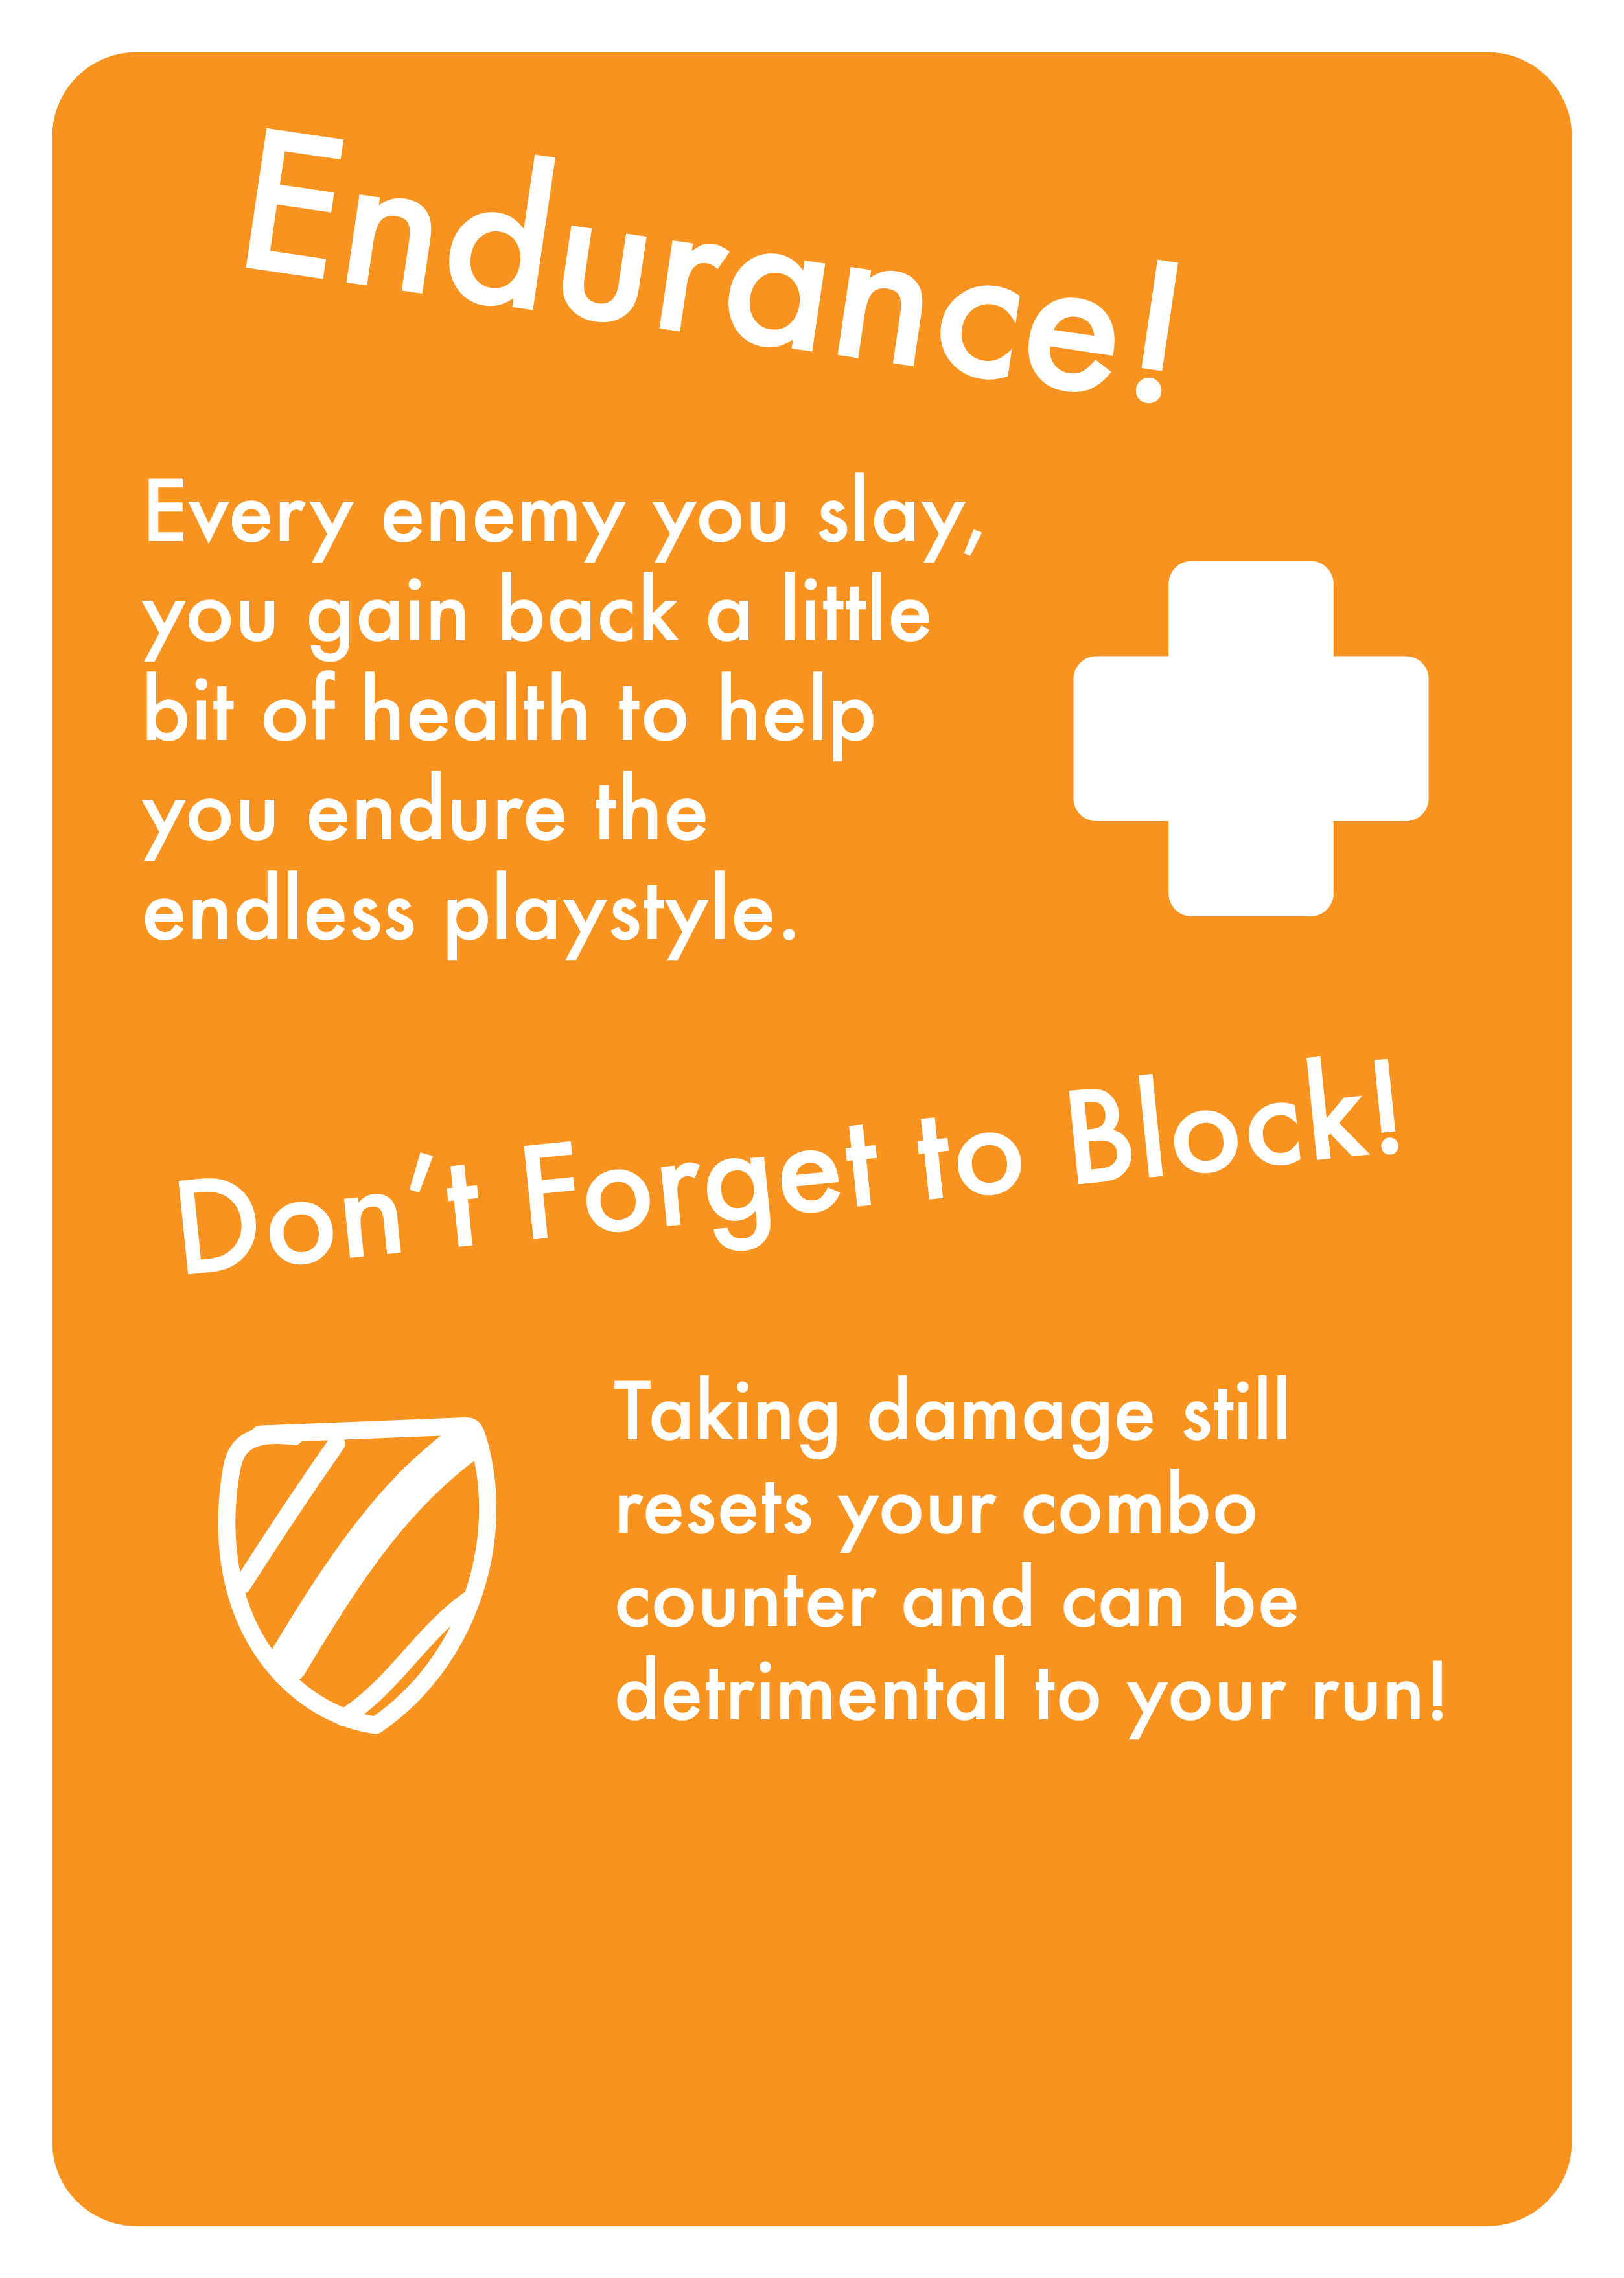 Endurance!
Every enemy you slay,
you gain back a little
bit of health to help
you endure the
endless playstyle.
Don't Forget to Block!
Taking damage still
resets your combo
counter and can be
detrimental to your run!